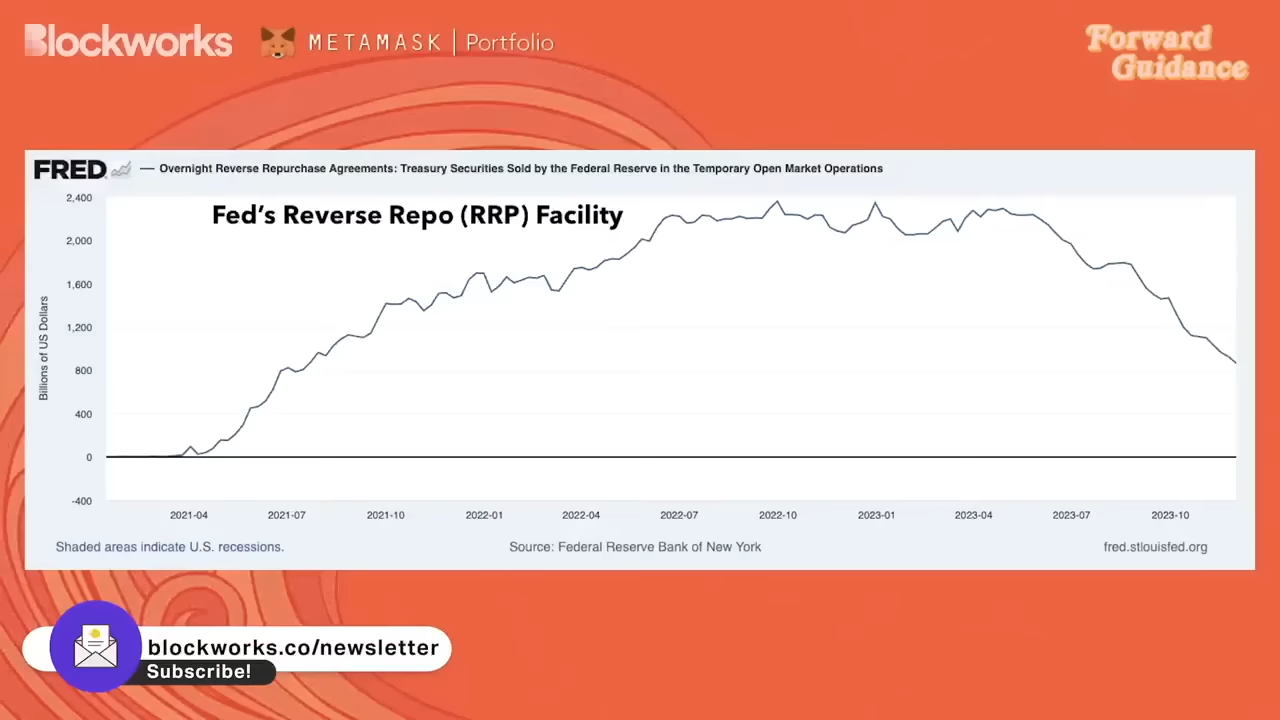 Blockworks METAMASK | Portfolio
Forward
Guidance
FRED — Overnight Reverse Repurchase Agreements: Treasury Securities Sold by the Federal Reserve in the Temporary Open Market Operations
Fed's Reverse Repo (RRP) Facility
Billions of US Dollars
2,400
2,000
1,600
1,200
800
400
0
-400
2021-04 2021-07 2021-10 2022-01 2022-04 2022-07 2022-10 2023-01 2023-04 2023-07 2023-10
Shaded areas indicate U.S. recessions. Source: Federal Reserve Bank of New York fred.stlouisfed.org
blockworks.co/newsletter
Subscribe!